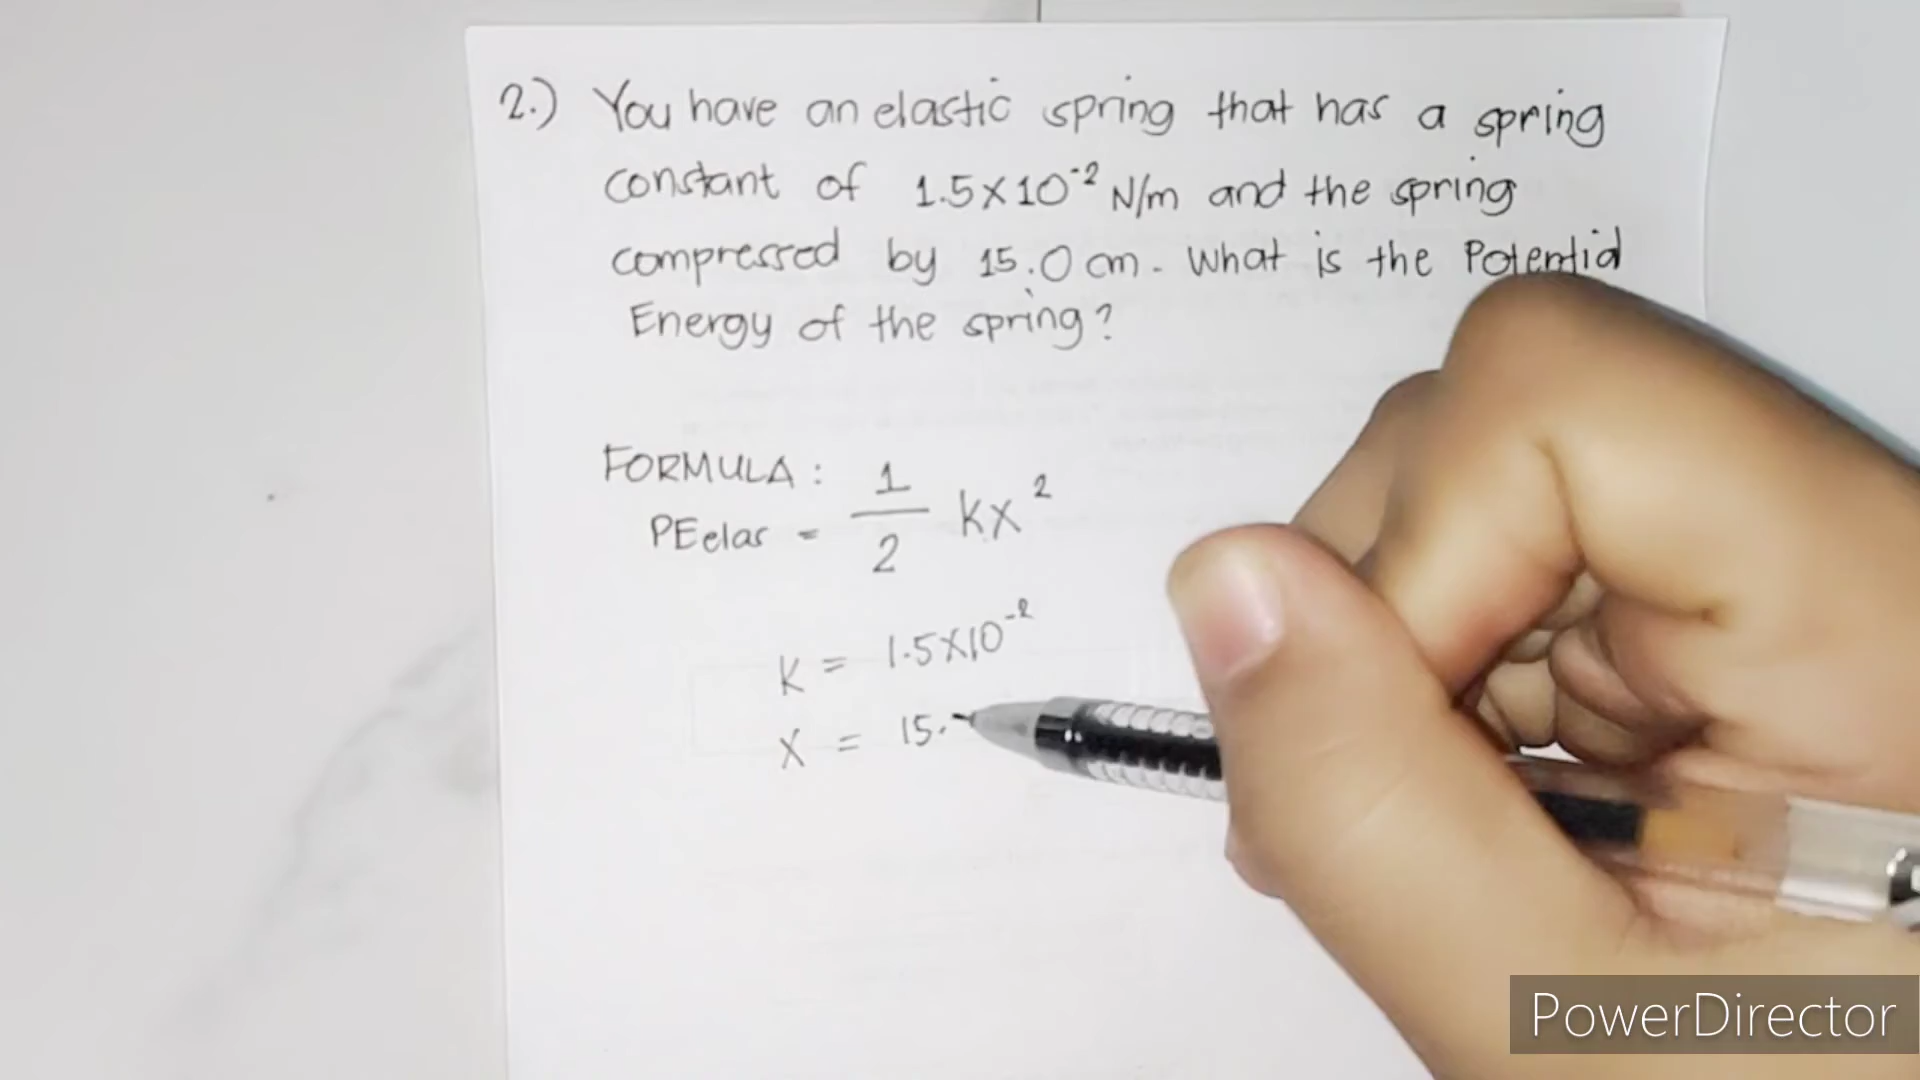 2.) You have an elastic spring that has a spring
constant of 1.5x10⁻² N/m and the spring
compressed by 15.0 cm. What is the Potential
Energy of the spring?
FORMULA:
PEelas = 1/2 kx²
K = 1.5x10⁻²
X = 15.
PowerDirector